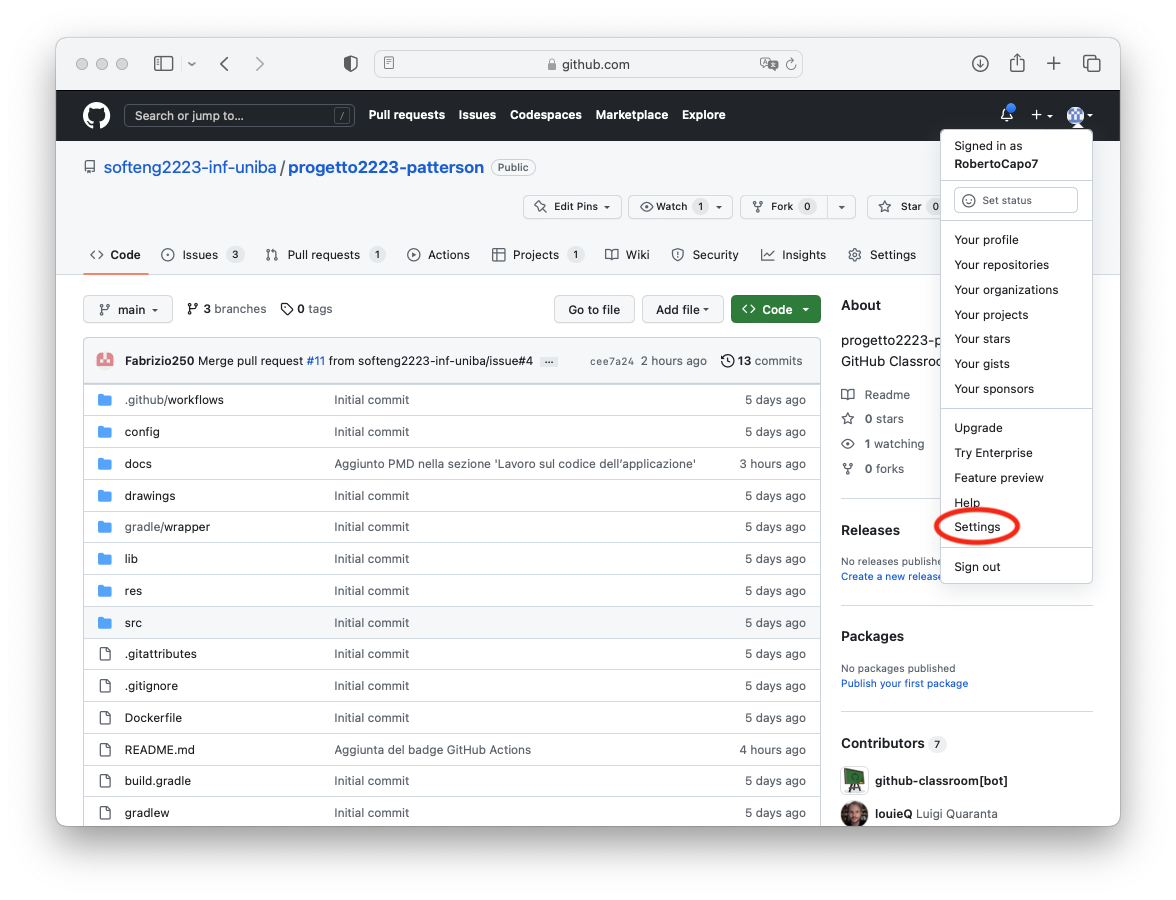 github.com
Search or jump to... /
Pull requests Issues Codespaces Marketplace Explore
Signed in as
RobertoCapo7
Set status
Your profile
Your repositories
Your organizations
Your projects
Your stars
Your gists
Your sponsors
Upgrade
Try Enterprise
Feature preview
Help
Settings
Sign out
softeng2223-inf-uniba / progetto2223-patterson Public
Edit Pins Watch 1 Fork 0 Star 0
Code Issues 3 Pull requests 1 Actions Projects 1 Wiki Security Insights Settings
main 3 branches 0 tags Go to file Add file Code
Fabrizio250 Merge pull request #11 from softeng2223-inf-uniba/issue#4 ... cee7a24 2 hours ago 13 commits
.github/workflows Initial commit 5 days ago
config Initial commit 5 days ago
docs Aggiunto PMD nella sezione 'Lavoro sul codice dell'applicazione' 3 hours ago
drawings Initial commit 5 days ago
gradle/wrapper Initial commit 5 days ago
lib Initial commit 5 days ago
res Initial commit 5 days ago
src Initial commit 5 days ago
.gitattributes Initial commit 5 days ago
.gitignore Initial commit 5 days ago
Dockerfile Initial commit 5 days ago
README.md Aggiunta del badge GitHub Actions 4 hours ago
build.gradle Initial commit 5 days ago
gradlew Initial commit 5 days ago
About
progetto2223-p
GitHub Classroo
Readme
0 stars
1 watching
0 forks
Releases
No releases publishe
Create a new release
Packages
No packages published
Publish your first package
Contributors 7
github-classroom[bot]
louieQ Luigi Quaranta